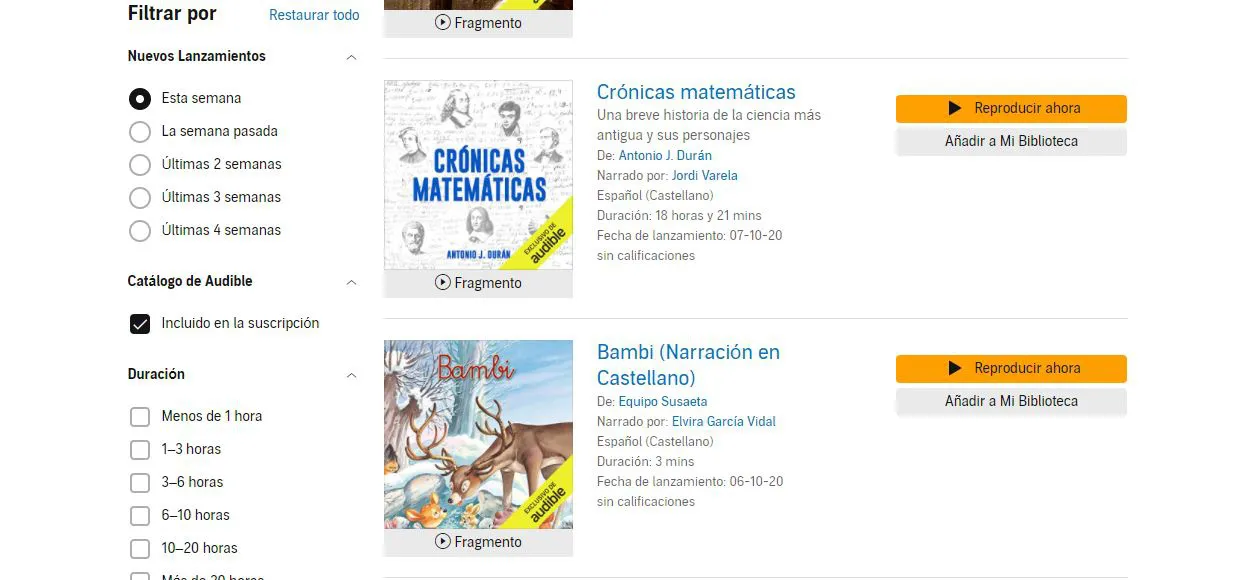 Filtrar por
Restaurar todo
Nuevos Lanzamientos
Esta semana
La semana pasada
Últimas 2 semanas
Últimas 3 semanas
Últimas 4 semanas
Catálogo de Audible
Incluido en la suscripción
Duración
Menos de 1 hora
1–3 horas
3–6 horas
6–10 horas
10–20 horas
Más de 20 horas
Fragmento
CRÓNICAS
MATEMÁTICAS
ANTONIO J. DURÁN
EXCLUSIVO DE
audible
Fragmento
Crónicas matemáticas
Una breve historia de la ciencia más
antigua y sus personajes
De: Antonio J. Durán
Narrado por: Jordi Varela
Español (Castellano)
Duración: 18 horas y 21 mins
Fecha de lanzamiento: 07-10-20
sin calificaciones
Reproducir ahora
Añadir a Mi Biblioteca
Bambi
EXCLUSIVO DE
audible
Fragmento
Bambi (Narración en
Castellano)
De: Equipo Susaeta
Narrado por: Elvira García Vidal
Español (Castellano)
Duración: 3 mins
Fecha de lanzamiento: 06-10-20
sin calificaciones
Reproducir ahora
Añadir a Mi Biblioteca